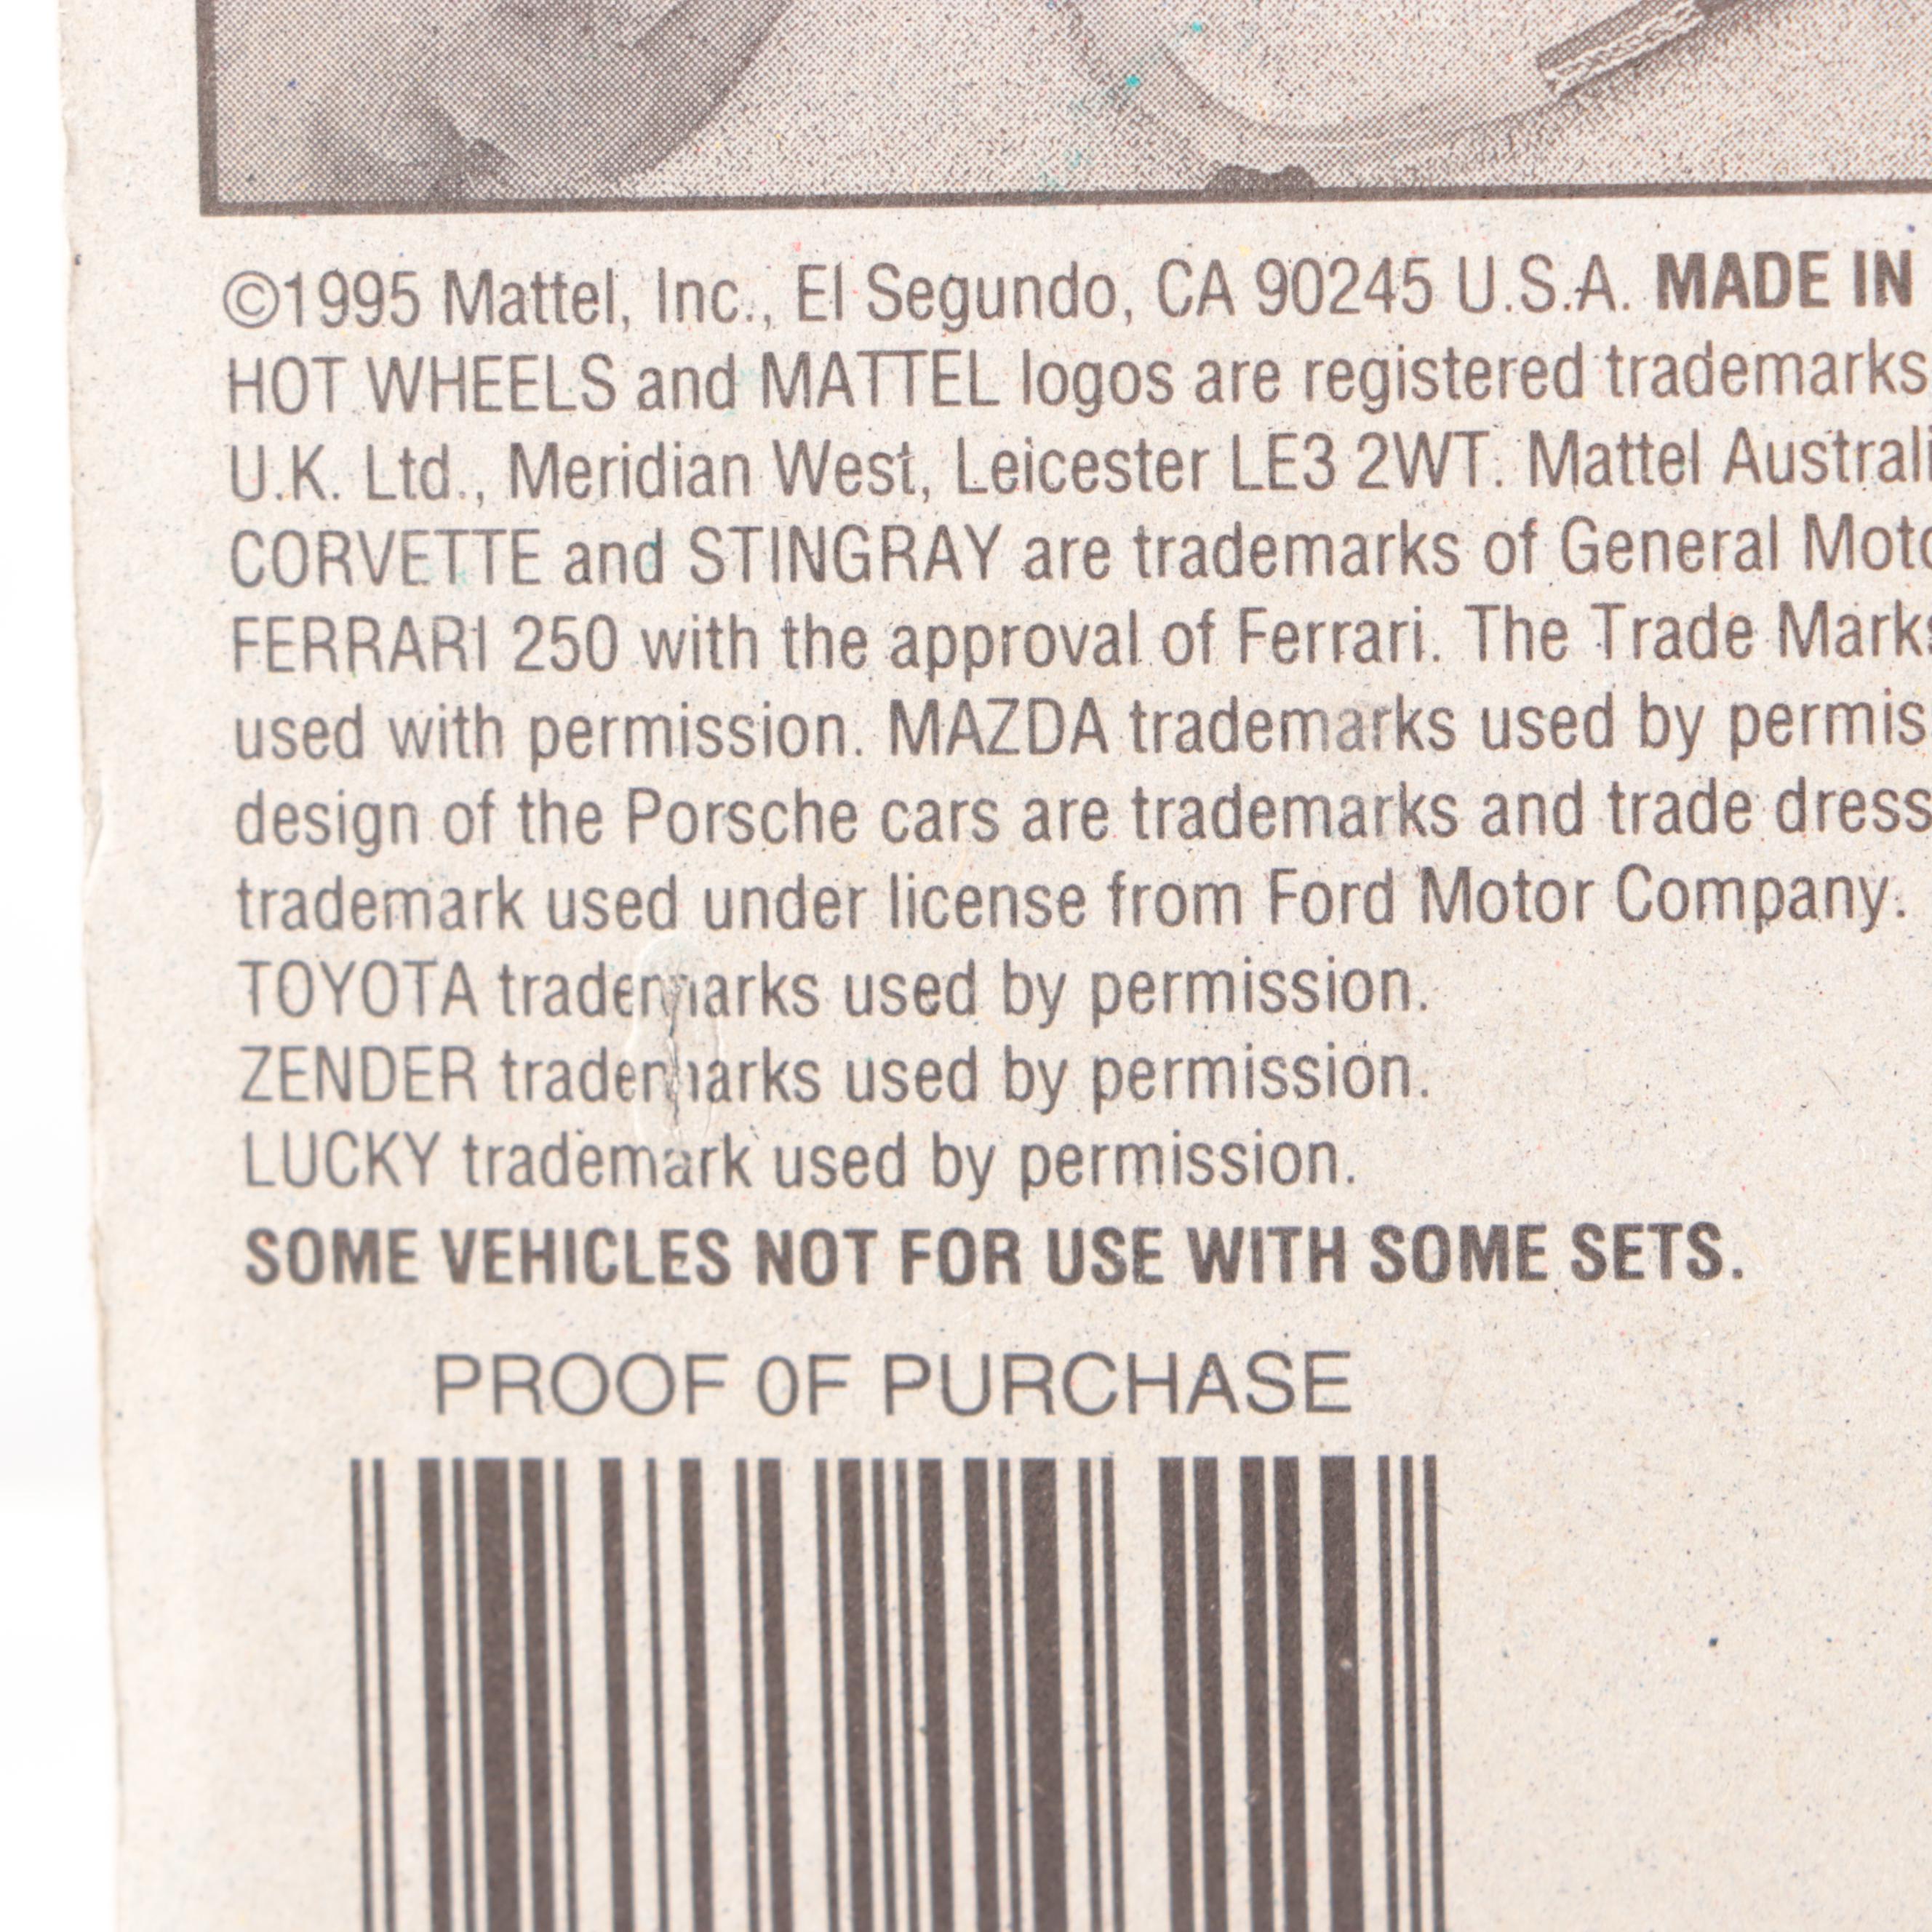 ©1995 Mattel, Inc., El Segundo, CA 90245 U.S.A. MADE IN
HOT WHEELS and MATTEL logos are registered trademarks
U.K. Ltd., Meridian West, Leicester LE3 2WT. Mattel Australi
CORVETTE and STINGRAY are trademarks of General Moto
FERRARI 250 with the approval of Ferrari. The Trade Marks
used with permission. MAZDA trademarks used by permis
design of the Porsche cars are trademarks and trade dress
trademark used under license from Ford Motor Company.
TOYOTA trademarks used by permission.
ZENDER trademarks used by permission.
LUCKY trademark used by permission.
SOME VEHICLES NOT FOR USE WITH SOME SETS.
PROOF OF PURCHASE